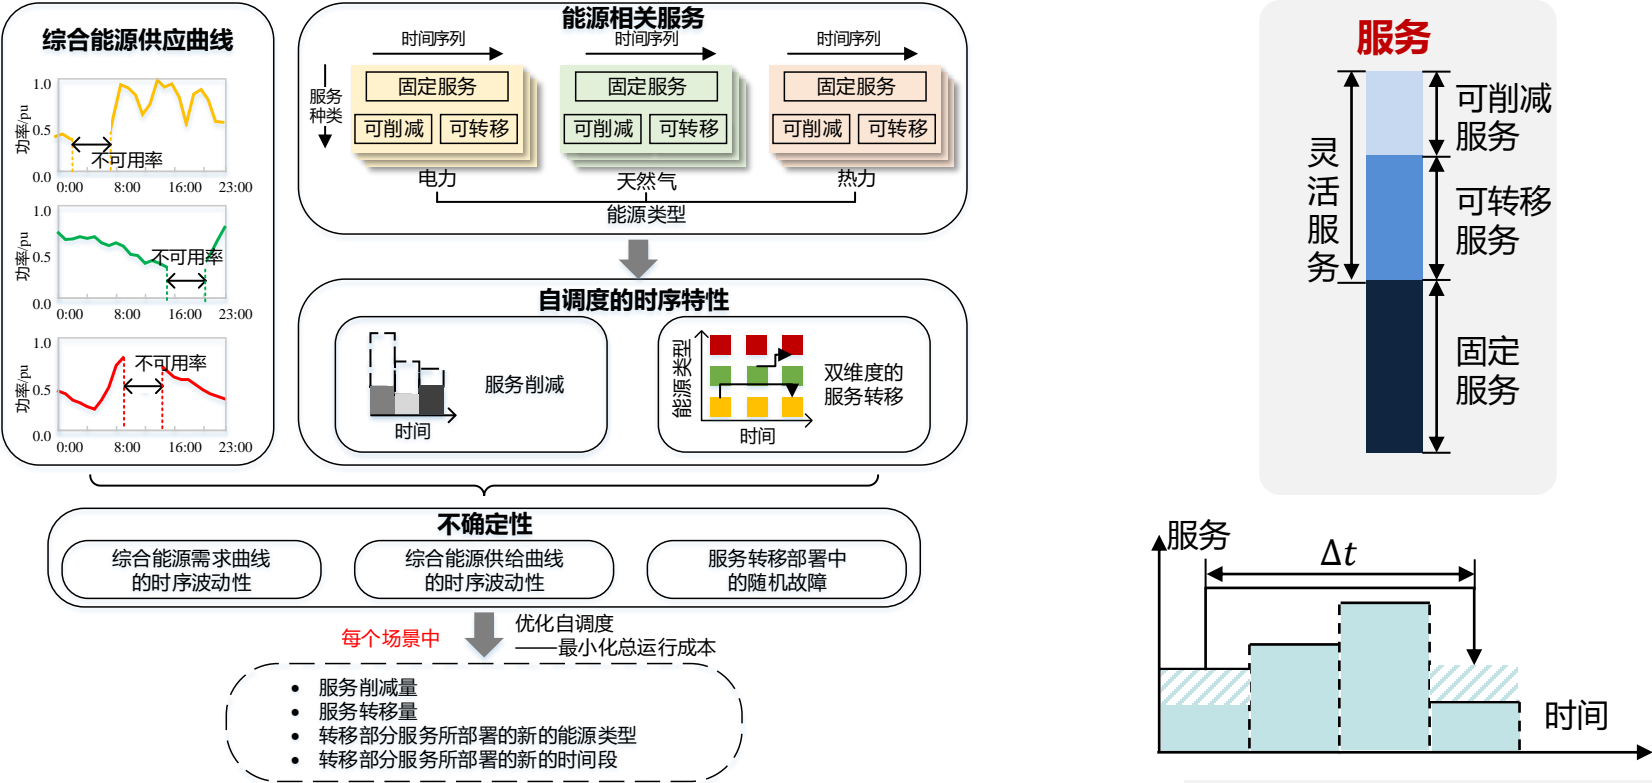 综合能源供应曲线
功率/pu
1.0
0.5
0.0
不可用率
0:00 8:00 16:00 23:00
功率/pu
1.0
0.5
0.0
不可用率
0:00 8:00 16:00 23:00
功率/pu
1.0
0.5
0.0
不可用率
0:00 8:00 16:00 23:00
能源相关服务
时间序列 时间序列 时间序列
服务
种类
固定服务 固定服务 固定服务
可削减 可转移 可削减 可转移 可削减 可转移
电力 天然气 热力
能源类型
自调度的时序特性
服务削减
时间
能源类型
时间
双维度的
服务转移
不确定性
综合能源需求曲线
的时序波动性
综合能源供给曲线
的时序波动性
服务转移部署中
的随机故障
每个场景中
优化自调度
——最小化总运行成本
• 服务削减量
• 服务转移量
• 转移部分服务所部署的新的能源类型
• 转移部分服务所部署的新的时间段
服务
灵
活
服
务
可削减
服务
可转移
服务
固定
服务
服务
Δt
时间